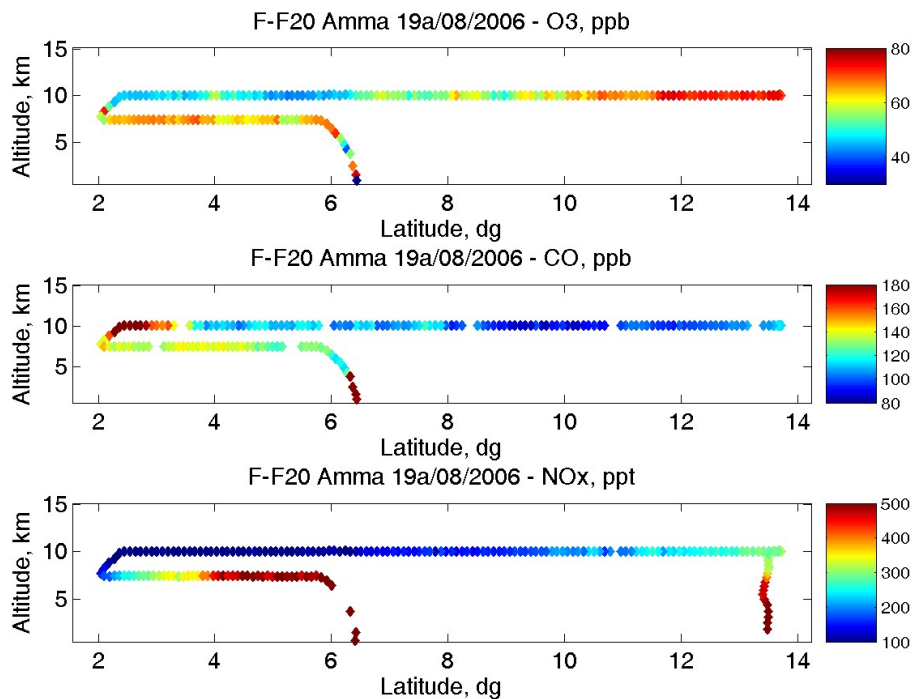 F-F20 Amma 19a/08/2006 - O3, ppb
15
10
5
Altitude, km
2 4 6 8 10 12 14
Latitude, dg
80
60
40
F-F20 Amma 19a/08/2006 - CO, ppb
15
10
5
Altitude, km
2 4 6 8 10 12 14
Latitude, dg
180
160
140
120
100
80
F-F20 Amma 19a/08/2006 - NOx, ppt
15
10
5
Altitude, km
2 4 6 8 10 12 14
Latitude, dg
500
400
300
200
100